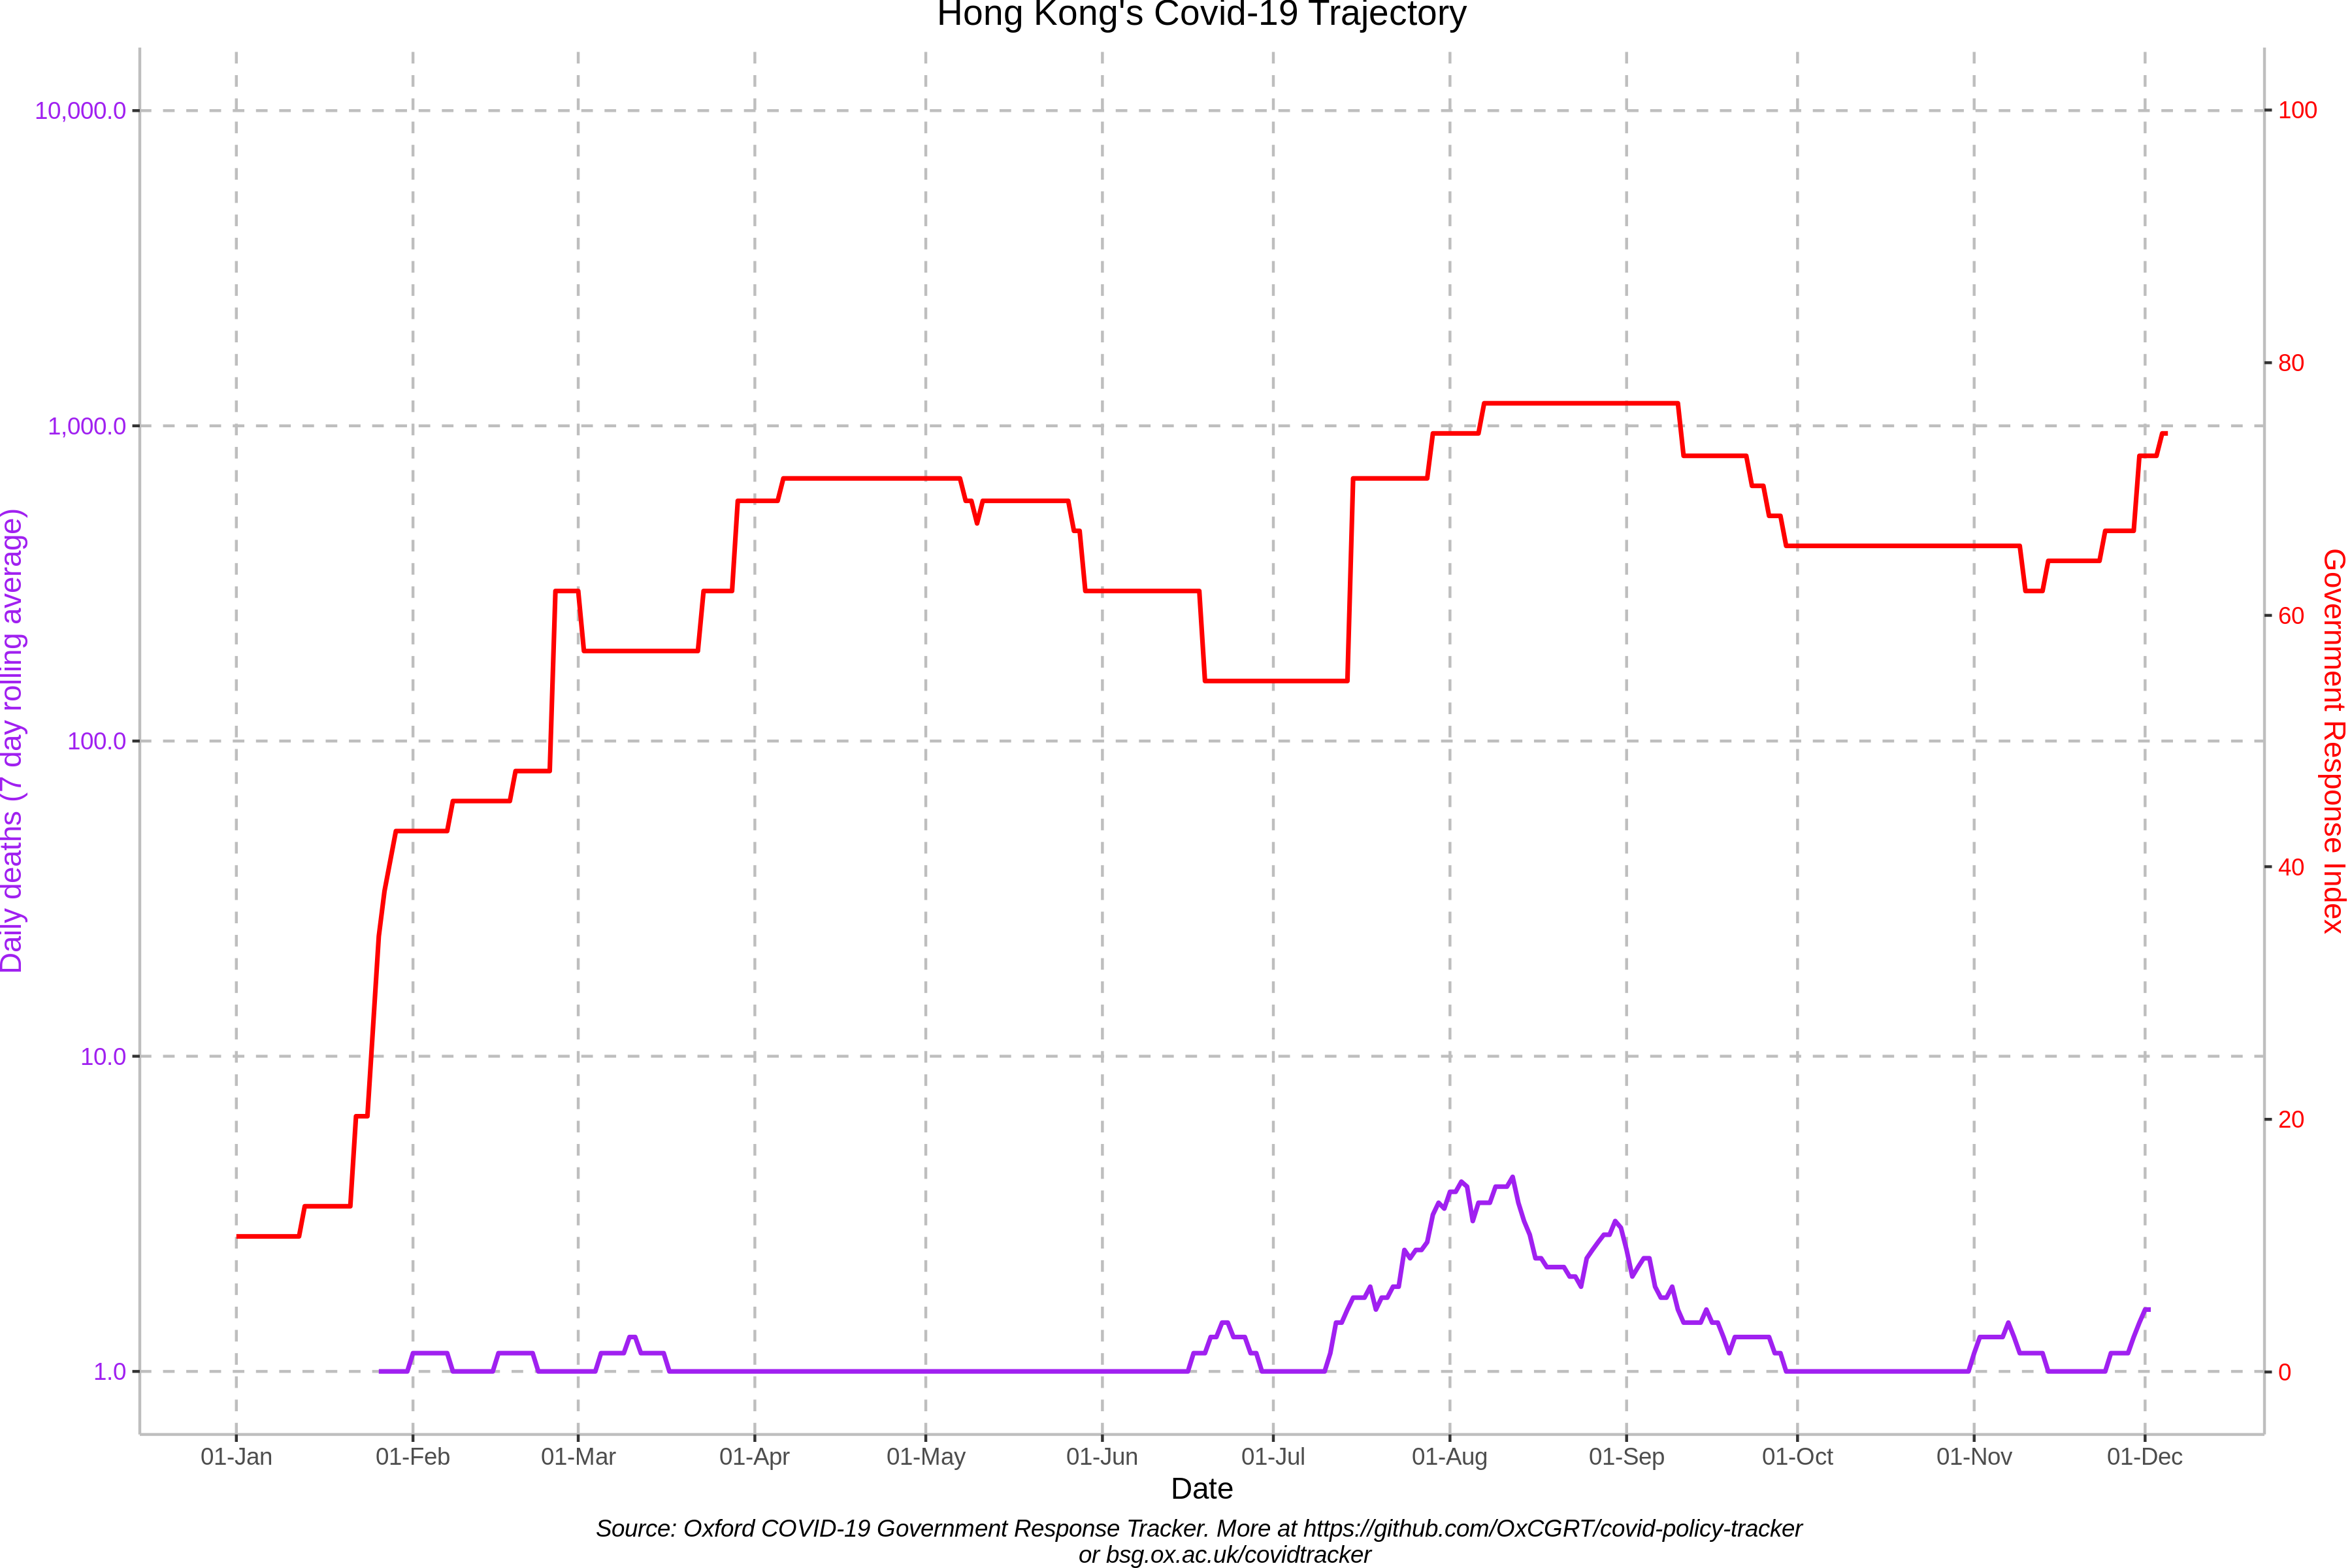 Hong Kong's Covid-19 Trajectory
Daily deaths (7 day rolling average)
10,000.0
1,000.0
100.0
10.0
1.0
100
80
60
40
20
0
Government Response Index
01-Jan 01-Feb 01-Mar 01-Apr 01-May 01-Jun 01-Jul 01-Aug 01-Sep 01-Oct 01-Nov 01-Dec
Date
Source: Oxford COVID-19 Government Response Tracker. More at https://github.com/OxCGRT/covid-policy-tracker
or bsg.ox.ac.uk/covidtracker